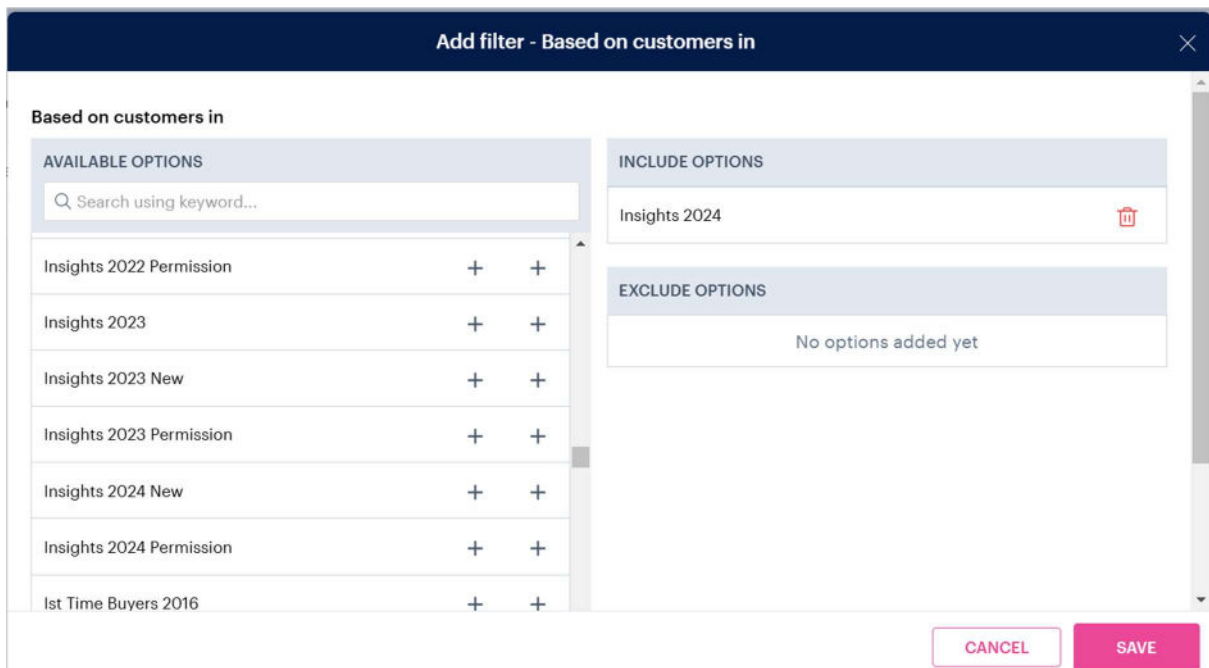 Add filter - Based on customers in
Based on customers in
AVAILABLE OPTIONS
Search using keyword...
Insights 2022 Permission
Insights 2023
Insights 2023 New
Insights 2023 Permission
Insights 2024 New
Insights 2024 Permission
Ist Time Buyers 2016
INCLUDE OPTIONS
Insights 2024
EXCLUDE OPTIONS
No options added yet
CANCEL
SAVE